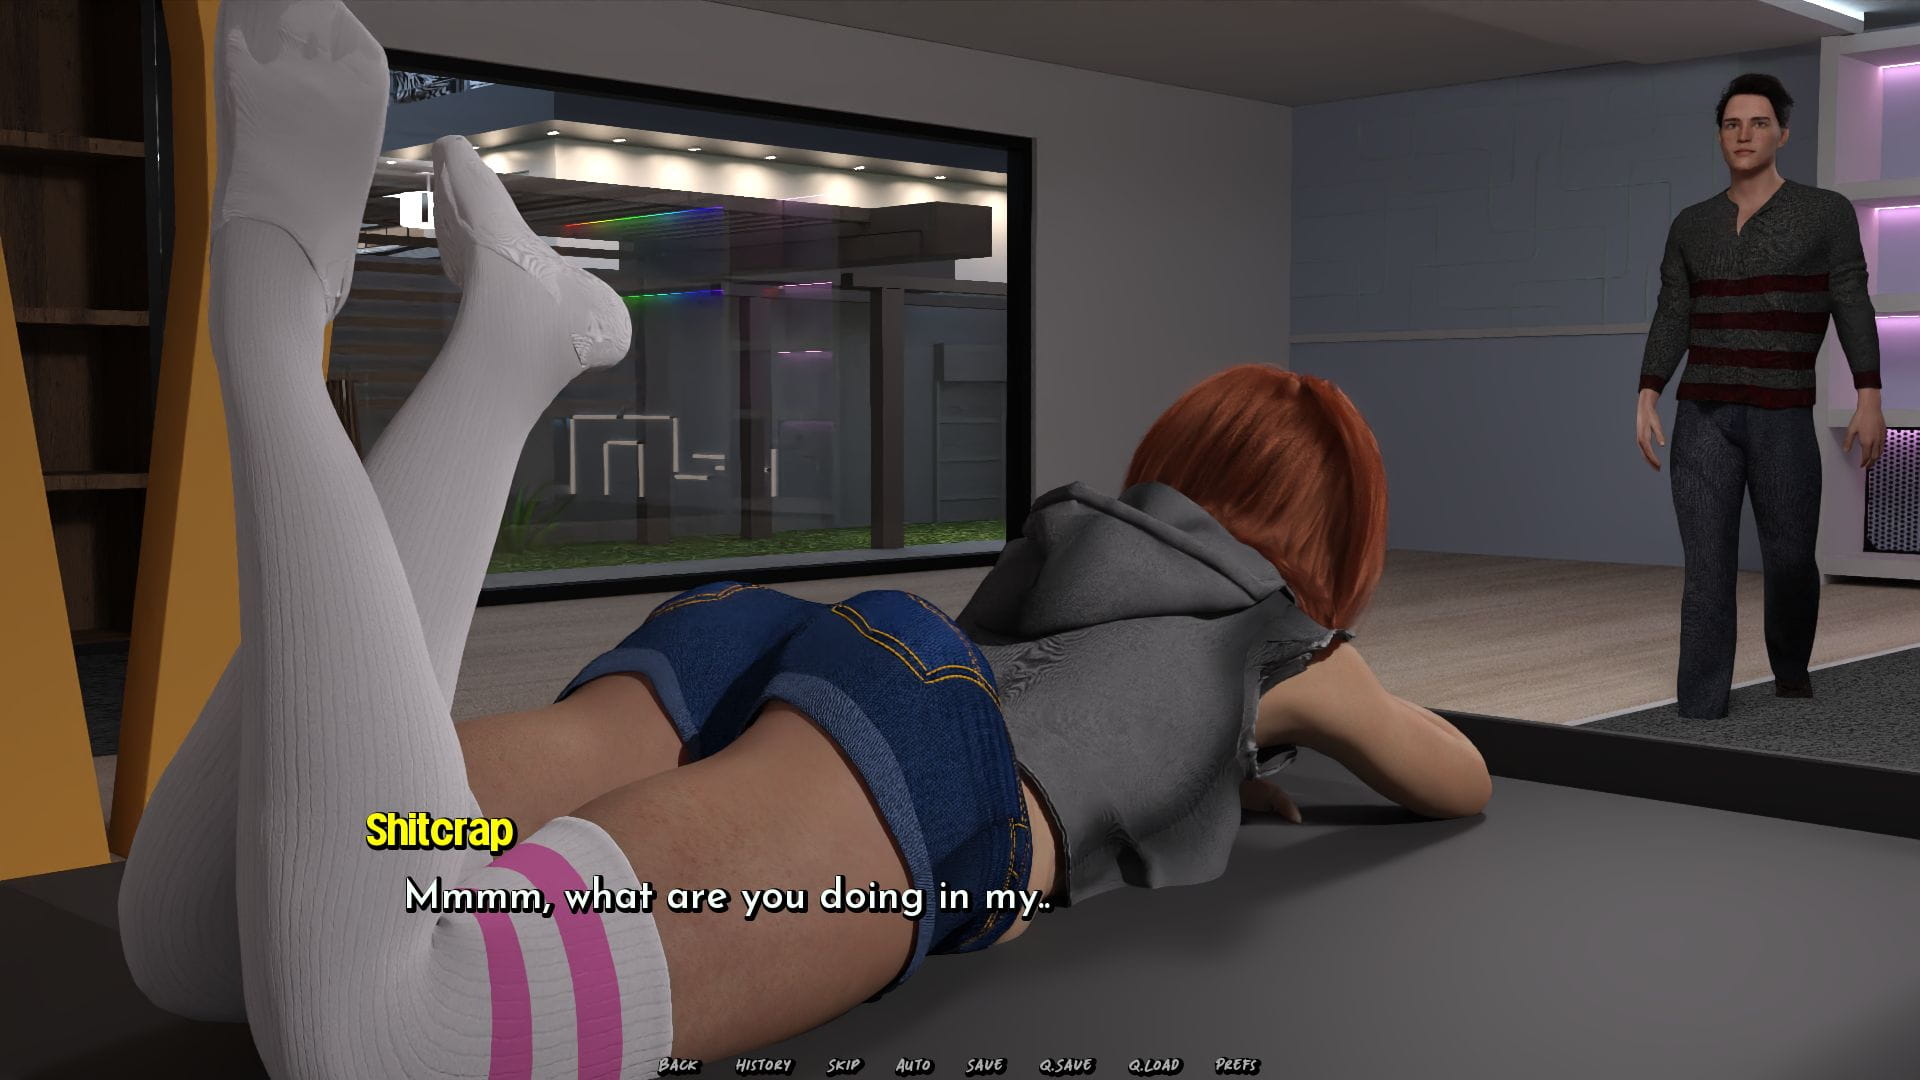 Shitcrap
Mmmm, what are you doing in my..
Back History Skip Auto Save Q.Save Q.Load Prefs